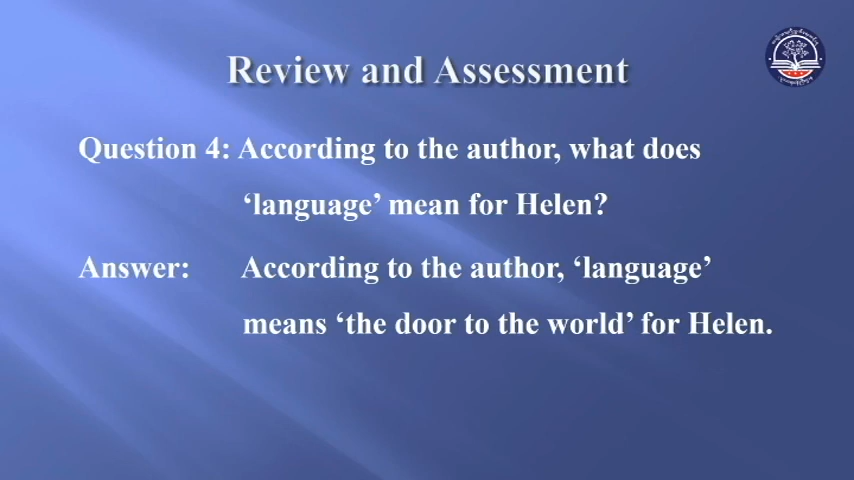 Review and Assessment
Question 4: According to the author, what does
‘language’ mean for Helen?
Answer: According to the author, ‘language’
means ‘the door to the world’ for Helen.